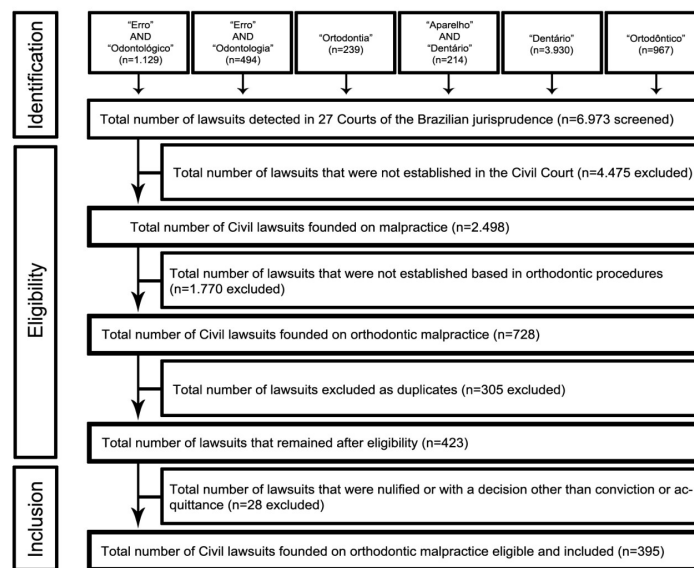 "Erro"
AND
"Odontológico"
(n=1.129)
"Erro"
AND
"Odontologia"
(n=494)
"Ortodontia"
(n=239)
"Aparelho"
AND
"Dentário"
(n=214)
"Dentário"
(n=3.930)
"Ortodôntico"
(n=967)
Identification
Total number of lawsuits detected in 27 Courts of the Brazilian jurisprudence (n=6.973 screened)
Eligibility
Total number of lawsuits that were not established in the Civil Court (n=4.475 excluded)
Total number of Civil lawsuits founded on malpractice (n=2.498)
Total number of lawsuits that were not established based in orthodontic procedures
(n=1.770 excluded)
Total number of Civil lawsuits founded on orthodontic malpractice (n=728)
Total number of lawsuits excluded as duplicates (n=305 excluded)
Total number of lawsuits that remained after eligibility (n=423)
Inclusion
Total number of lawsuits that were nulified or with a decision other than conviction or ac-
quittance (n=28 excluded)
Total number of Civil lawsuits founded on orthodontic malpractice eligible and included (n=395)